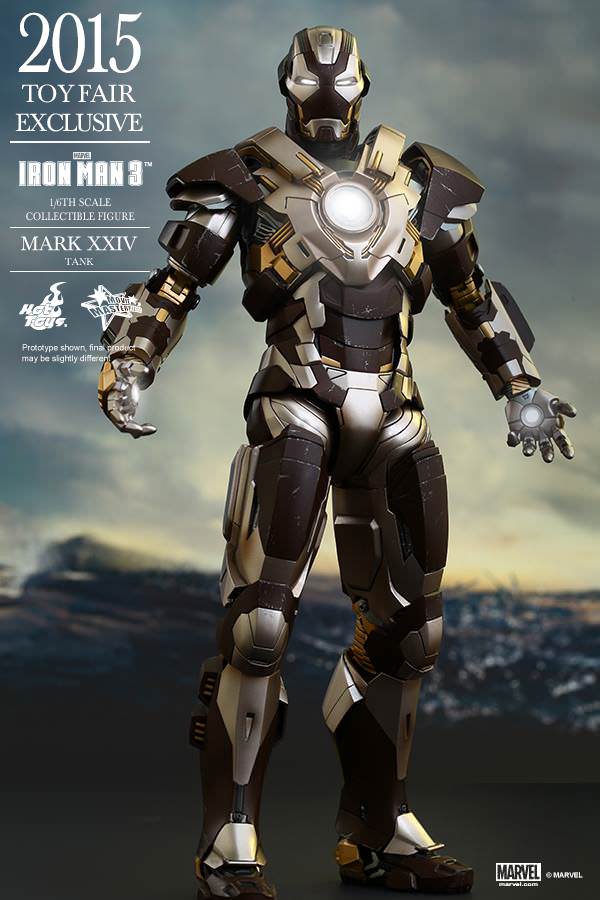 2015
TOY FAIR
EXCLUSIVE
MARVEL
IRON MAN 3™
1/6TH SCALE
COLLECTIBLE FIGURE
MARK XXIV
TANK
HOT TOYS
MOVIE MASTERPIECE
Prototype shown, final product
may be slightly different
MARVEL © MARVEL
marvel.com